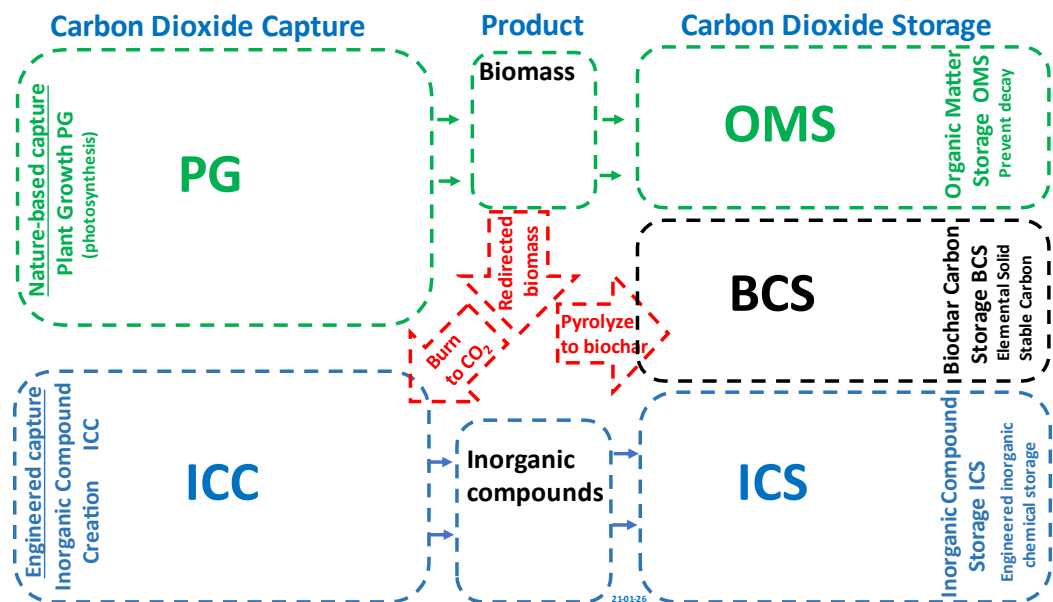 Carbon Dioxide Capture
Product
Carbon Dioxide Storage
Nature-based capture
Plant Growth PG
(photosynthesis)
PG
Biomass
OMS
Organic Matter
Storage OMS
Prevent decay
Redirected
biomass
Burn
to CO₂
Pyrolyze
to biochar
BCS
Biochar Carbon
Storage BCS
Elemental Solid
Stable Carbon
Engineered capture
Inorganic Compound
Creation ICC
ICC
Inorganic
compounds
ICS
Inorganic Compound
Storage ICS
Engineered inorganic
chemical storage
21-01-26